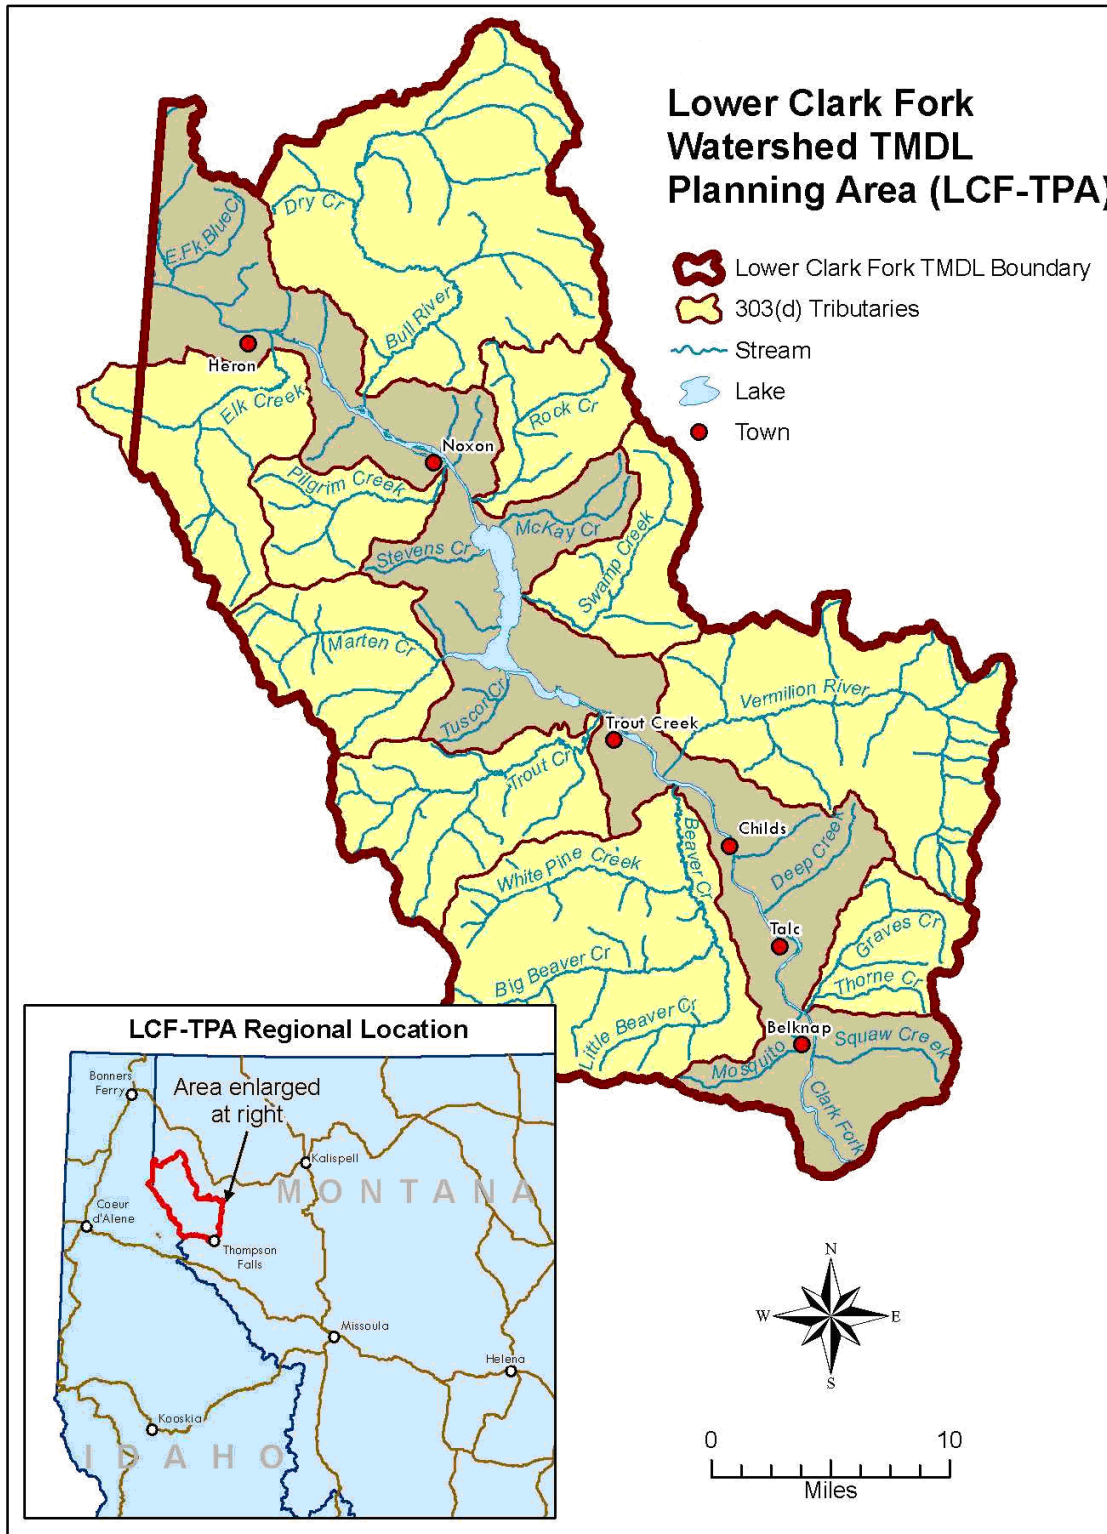 Lower Clark Fork
Watershed TMDL
Planning Area (LCF-TPA)
Lower Clark Fork TMDL Boundary
303(d) Tributaries
Stream
Lake
Town
Dry Cr
E.Fk.Blue Cr
Bull River
Heron
Elk Creek
Rock Cr
Noxon
Pilgrim Creek
McKay Cr
Stevens Cr
Swamp Creek
Marten Cr
Tuscor Cr
Vermilion River
Trout Creek
Trout Cr
Childs
Beaver Cr
Deep Creek
White Pine Creek
Talc
Graves Cr
Big Beaver Cr
Thorne Cr
Little Beaver Cr
Belknap
Squaw Creek
Mosquito
Clark Fork
LCF-TPA Regional Location
Bonners
Ferry
Area enlarged
at right
Kalispell
MONTANA
Coeur
d'Alene
Thompson
Falls
Missoula
Helena
Kooskia
IDAHO
N
W
E
S
0
10
Miles